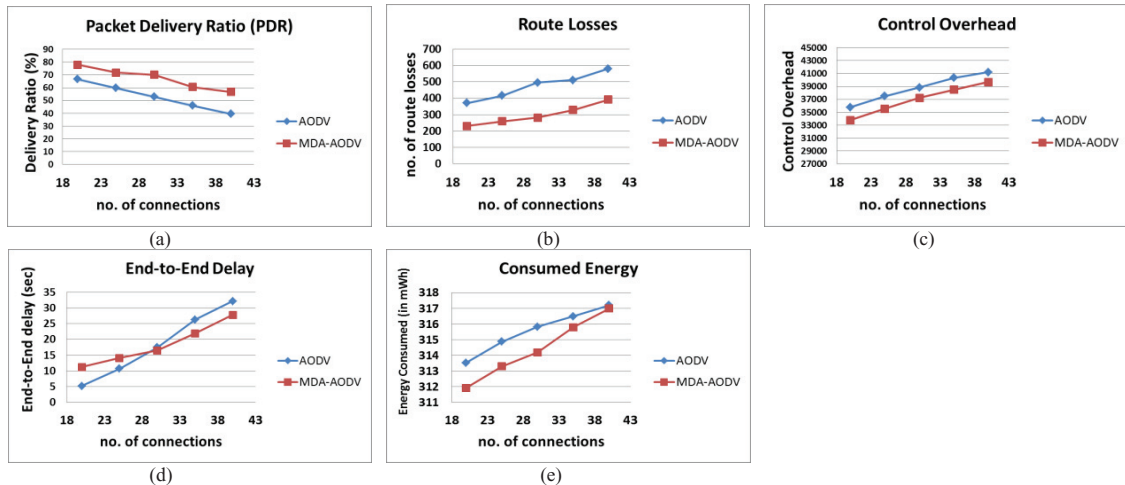 Packet Delivery Ratio (PDR)
Delivery Ratio (%)
90
80
70
60
50
40
30
20
10
0
18 23 28 33 38 43
no. of connections
AODV
MDA-AODV
(a)
Route Losses
no. of route losses
700
600
500
400
300
200
100
0
18 23 28 33 38 43
no. of connections
AODV
MDA-AODV
(b)
Control Overhead
Control Overhead
45000
43000
41000
39000
37000
35000
33000
31000
29000
27000
18 23 28 33 38 43
no. of connections
AODV
MDA-AODV
(c)
End-to-End Delay
End-to-End delay (sec)
35
30
25
20
15
10
5
0
18 23 28 33 38 43
no. of connections
AODV
MDA-AODV
(d)
Consumed Energy
Energy Consumed (in mWh)
318
317
316
315
314
313
312
311
18 23 28 33 38 43
no. of connections
AODV
MDA-AODV
(e)